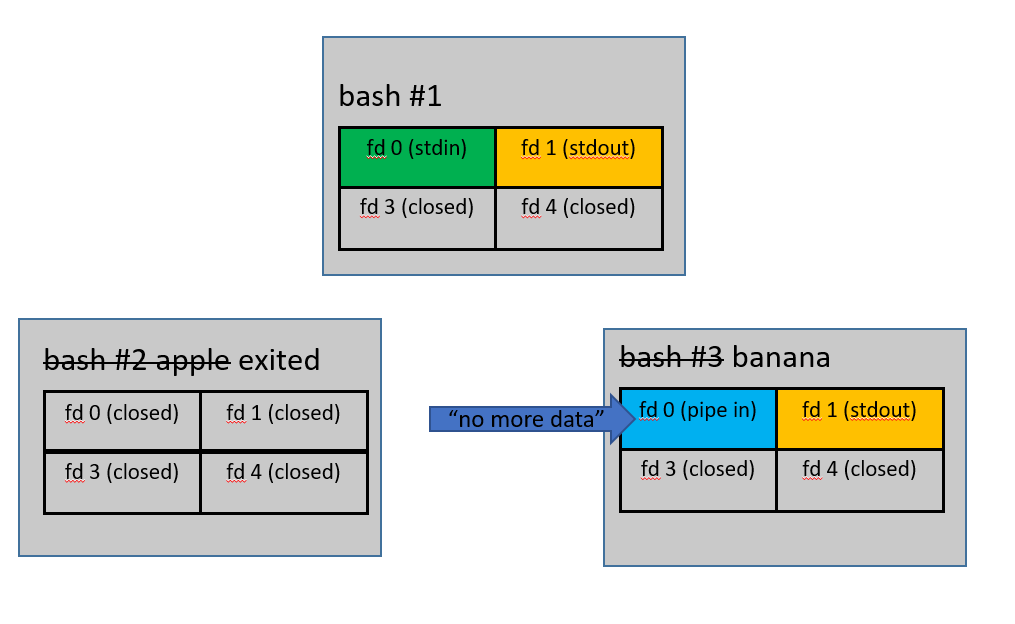 bash #1
fd 0 (stdin) fd 1 (stdout)
fd 3 (closed) fd 4 (closed)
bash #2 apple exited
fd 0 (closed) fd 1 (closed)
fd 3 (closed) fd 4 (closed)
“no more data”
bash #3 banana
fd 0 (pipe in) fd 1 (stdout)
fd 3 (closed) fd 4 (closed)